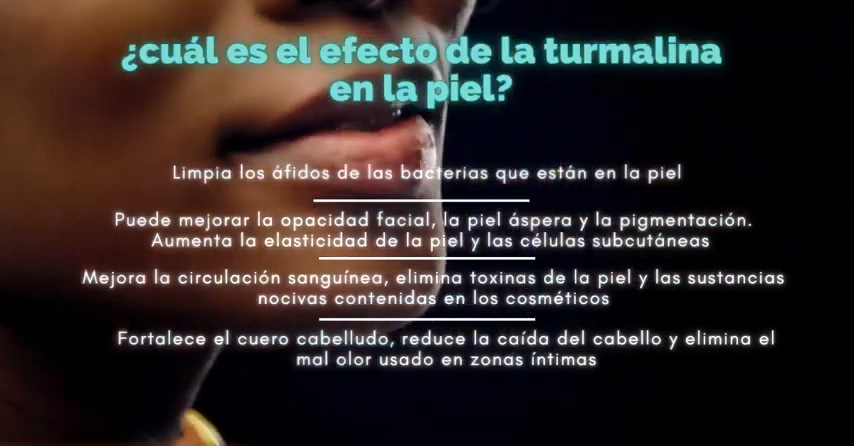 ¿cuál es el efecto de la turmalina
en la piel?
Limpia los áfidos de las bacterias que están en la piel
Puede mejorar la opacidad facial, la piel áspera y la pigmentación.
Aumenta la elasticidad de la piel y las células subcutáneas
Mejora la circulación sanguínea, elimina toxinas de la piel y las sustancias
nocivas contenidas en los cosméticos
Fortalece el cuero cabelludo, reduce la caída del cabello y elimina el
mal olor usado en zonas íntimas